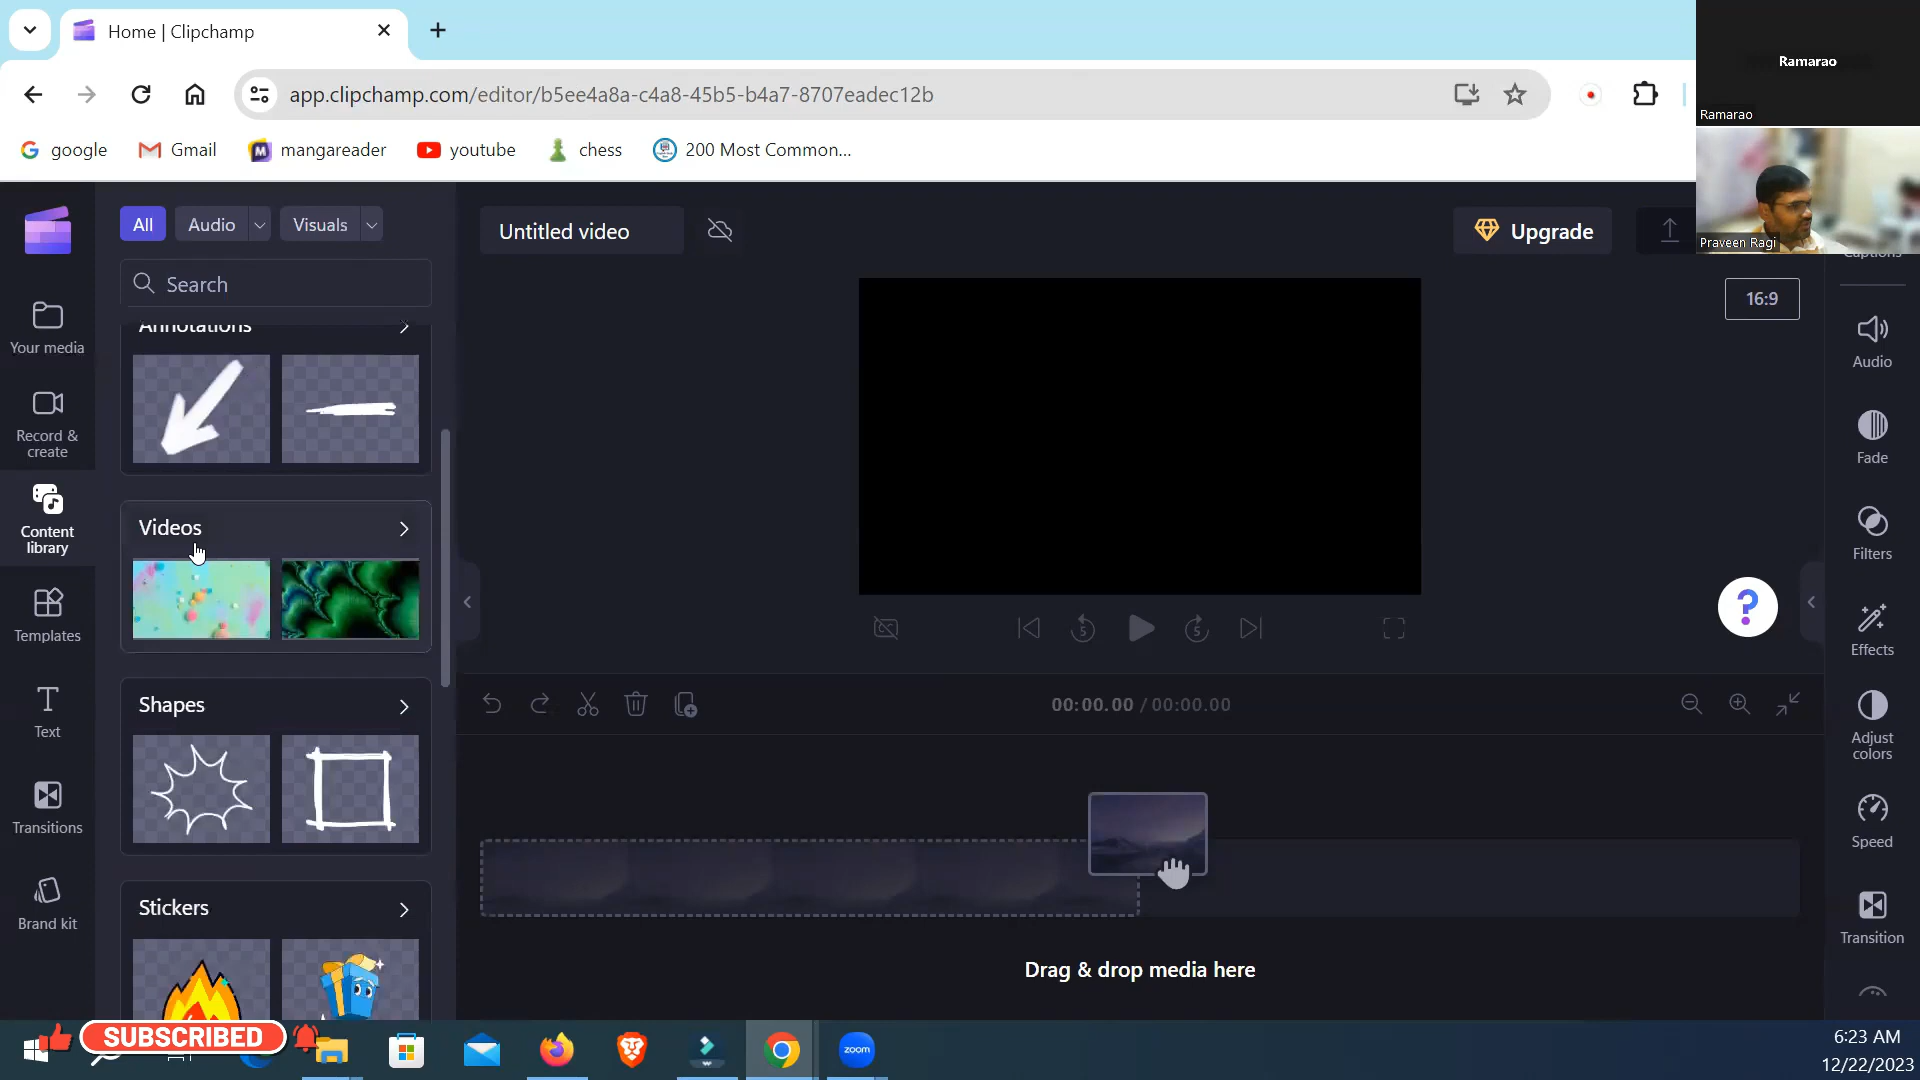 Home | Clipchamp
app.clipchamp.com/editor/b5ee4a8a-c4a8-45b5-b4a7-8707eadec12b
google
Gmail
mangareader
youtube
chess
200 Most Common...
Ramarao
Ramarao
Praveen Ragi
All
Audio
Visuals
Search
Untitled video
Upgrade
16:9
Your media
Record &
create
Content
library
Templates
Text
Transitions
Brand kit
Annotations
Videos
Shapes
Stickers
00:00.00 / 00:00.00
Drag & drop media here
Captions
Audio
Fade
Filters
Effects
Adjust
colors
Speed
Transition
SUBSCRIBED
zoom
6:23 AM
12/22/2023